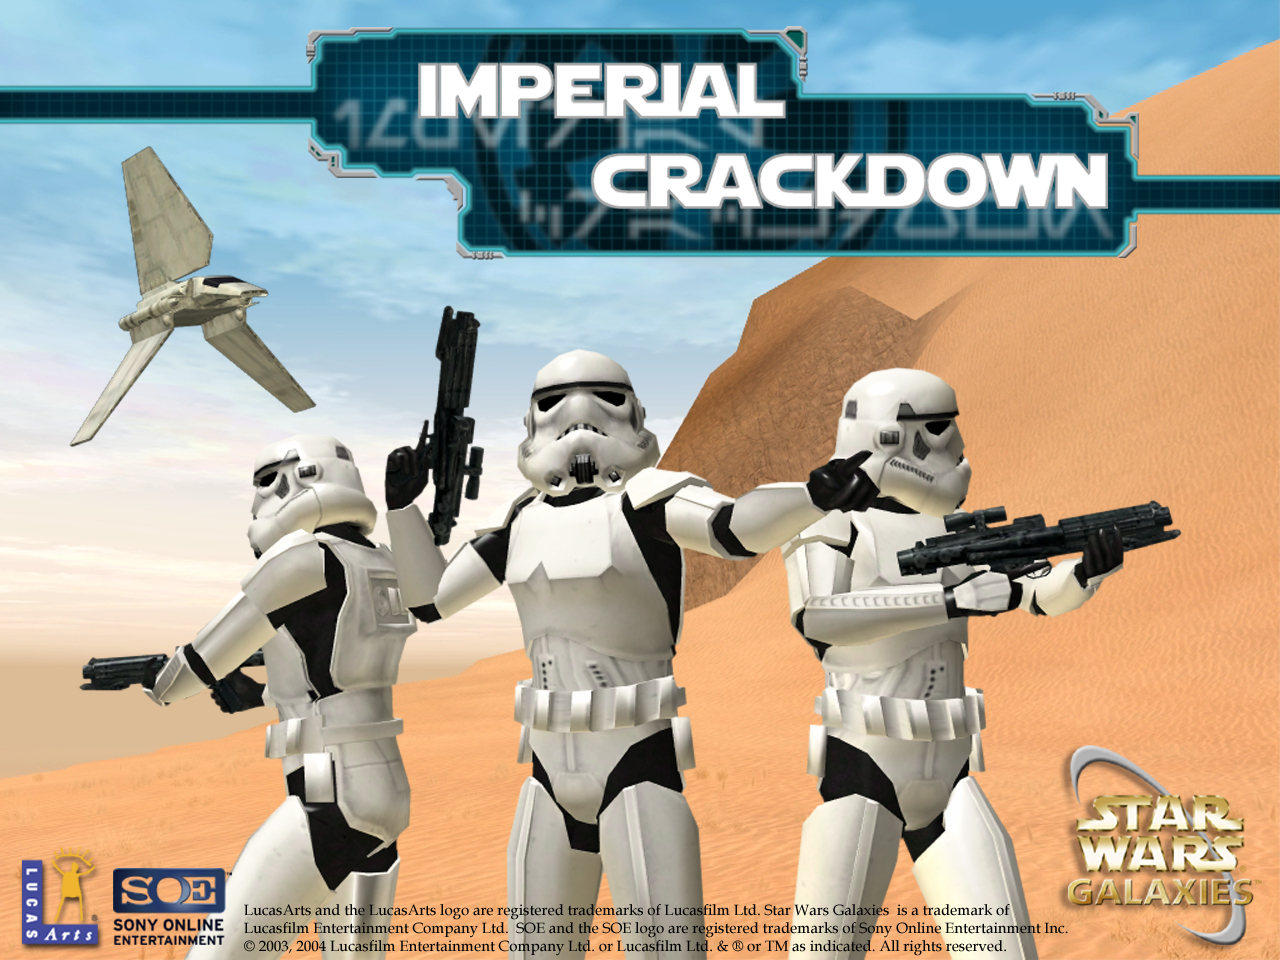 IMPERIAL
CRACKDOWN
STAR
WARS
GALAXIES
LUCAS
Arts
SOE
SONY ONLINE
ENTERTAINMENT
LucasArts and the LucasArts logo are registered trademarks of Lucasfilm Ltd. Star Wars Galaxies is a trademark of
Lucasfilm Entertainment Company Ltd. SOE and the SOE logo are registered trademarks of Sony Online Entertainment Inc.
© 2003, 2004 Lucasfilm Entertainment Company Ltd. or Lucasfilm Ltd. & ® or TM as indicated. All rights reserved.